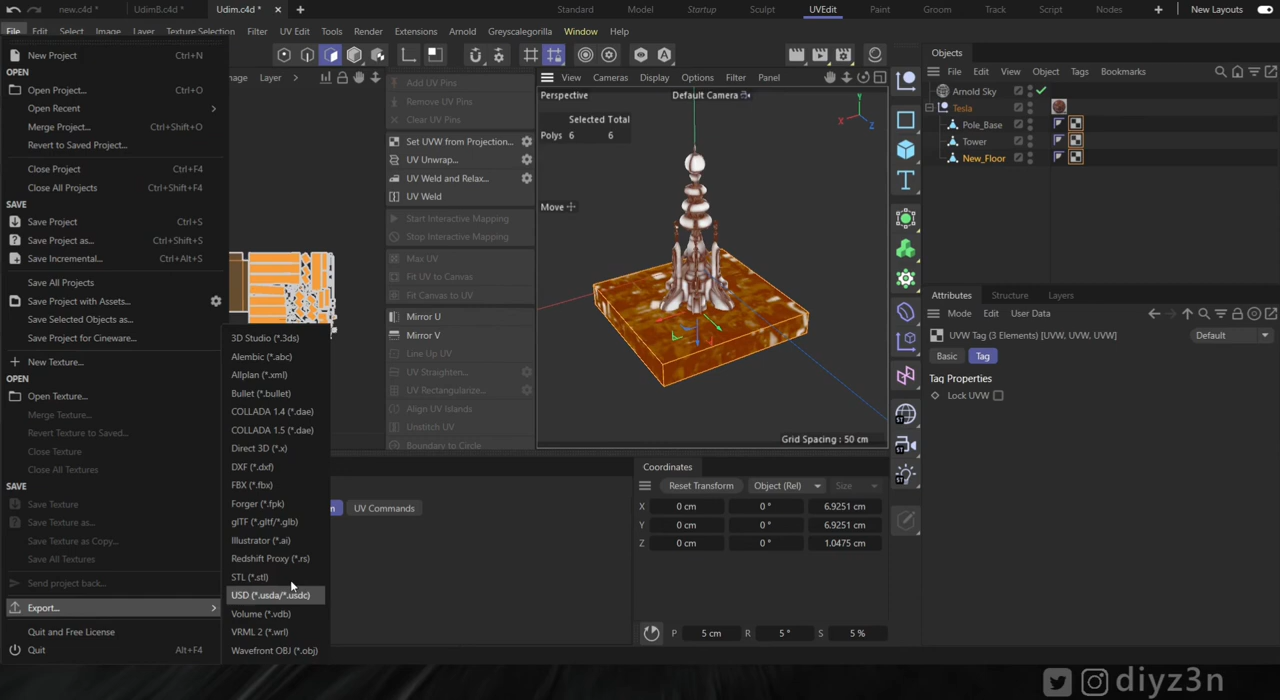 new.c4d *
UdimB.c4d *
Udim.c4d *
Standard
Model
Startup
Sculpt
UVEdit
Paint
Groom
Track
Script
Nodes
New Layouts
File
Edit
Select
Image
Layer
Texture Selection
Filter
UV Edit
Tools
Render
Extensions
Arnold
Greyscalegorilla
Window
Help
New Project Ctrl+N
OPEN
Open Project... Ctrl+O
Open Recent
Merge Project... Ctrl+Shift+O
Revert to Saved Project...
Close Project Ctrl+F4
Close All Projects Ctrl+Shift+F4
SAVE
Save Project Ctrl+S
Save Project as... Ctrl+Shift+S
Save Incremental... Ctrl+Alt+S
Save All Projects
Save Project with Assets...
Save Selected Objects as...
Save Project for Cineware...
New Texture...
OPEN
Open Texture...
Merge Texture...
Revert Texture to Saved...
Close Texture
Close All Textures
SAVE
Save Texture
Save Texture as...
Save Texture as Copy...
Save All Textures
Send project back...
Export...
Quit and Free License
Quit Alt+F4
3D Studio (*.3ds)
Alembic (*.abc)
Allplan (*.xml)
Bullet (*.bullet)
COLLADA 1.4 (*.dae)
COLLADA 1.5 (*.dae)
Direct 3D (*.x)
DXF (*.dxf)
FBX (*.fbx)
Forger (*.fpk)
glTF (*.gltf/*.glb)
Illustrator (*.ai)
Redshift Proxy (*.rs)
STL (*.stl)
USD (*.usda/*.usdc)
Volume (*.vdb)
VRML 2 (*.wrl)
Wavefront OBJ (*.obj)
mage
Layer
Add UV Pins
Remove UV Pins
Clear UV Pins
Set UVW from Projection...
UV Unwrap...
UV Weld and Relax...
UV Weld
Start Interactive Mapping
Stop Interactive Mapping
Max UV
Fit UV to Canvas
Fit Canvas to UV
Mirror U
Mirror V
Line Up UV
UV Straighten...
UV Rectangularize...
Align UV Islands
Unstitch UV
Boundary to Circle
UV Commands
View
Cameras
Display
Options
Filter
Panel
Perspective
Default Camera
Selected Total
Polys 6 6
Move
Y
X
Z
Grid Spacing : 50 cm
Coordinates
Reset Transform
Object (Rel)
Size
X 0 cm 0 ° 6.9251 cm
Y 0 cm 0 ° 6.9251 cm
Z 0 cm 0 ° 1.0475 cm
P 5 cm R 5 ° S 5 %
ST
ST
ST
Objects
File
Edit
View
Object
Tags
Bookmarks
Arnold Sky
Tesla
Pole_Base
Tower
New_Floor
Attributes
Structure
Layers
Mode
Edit
User Data
UVW Tag (3 Elements) [UVW, UVW, UVW]
Default
Basic
Tag
Tag Properties
Lock UVW
diyz3n